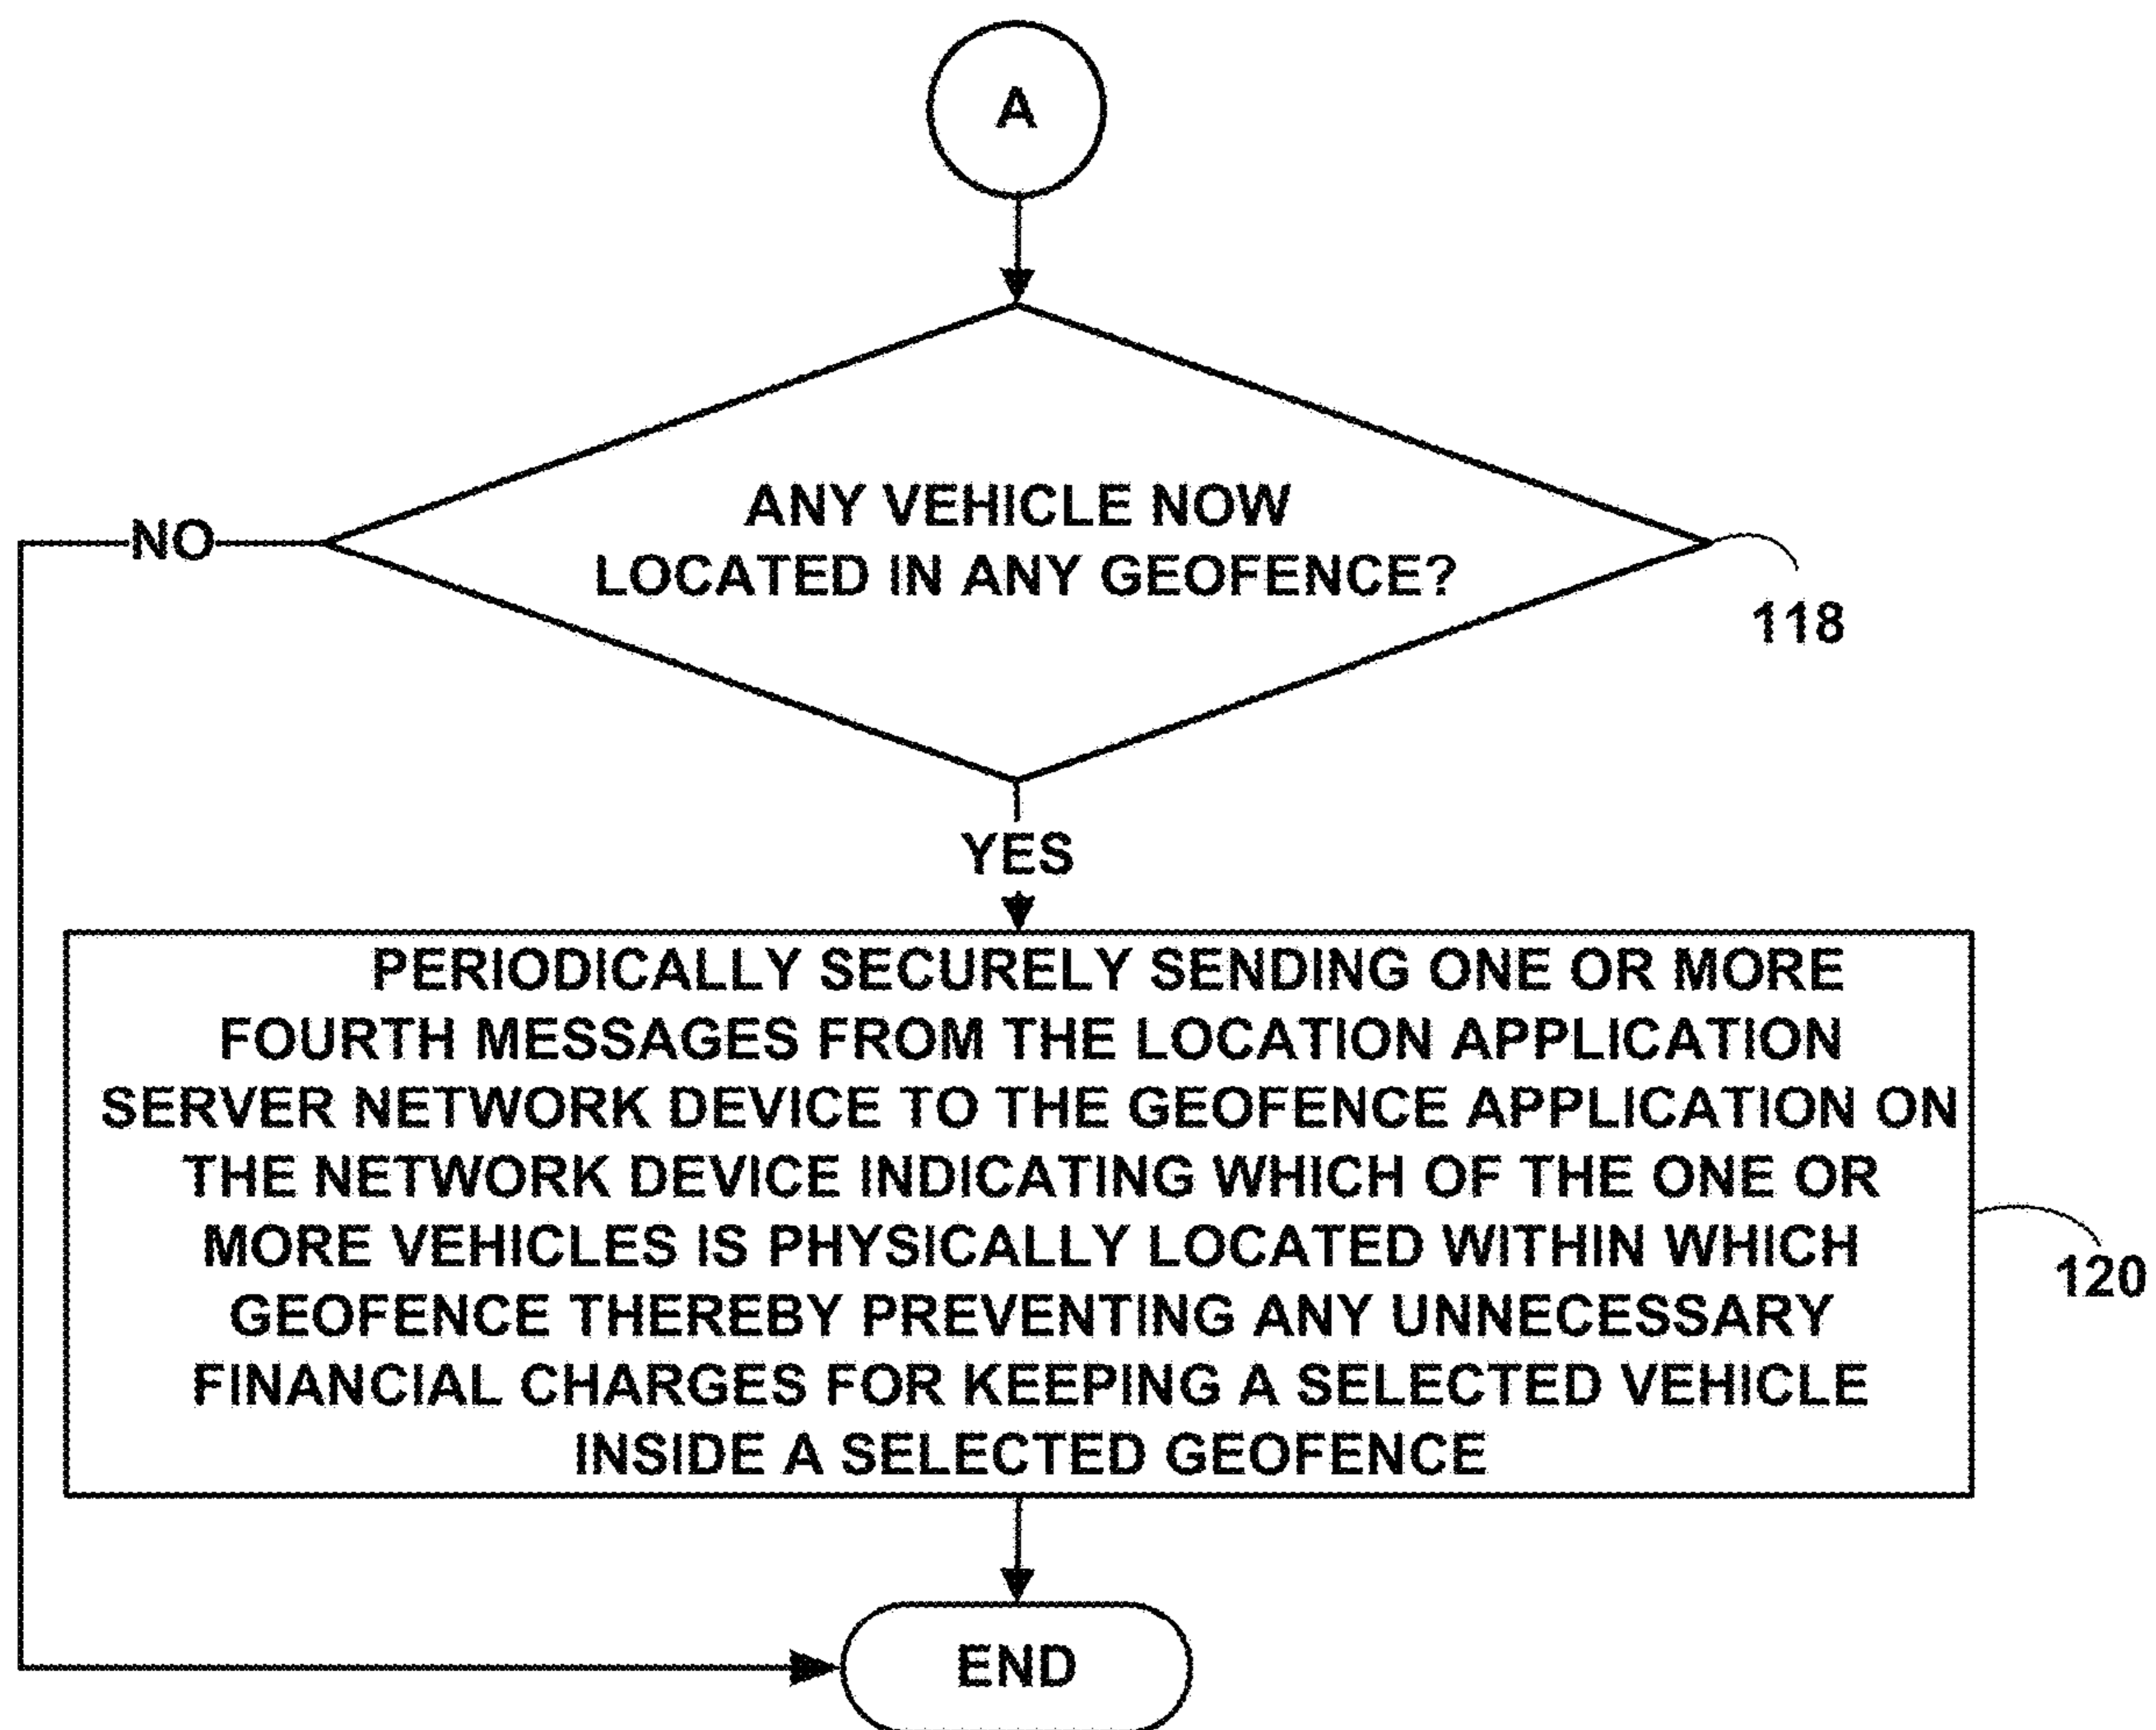 A
ANY VEHICLE NOW
LOCATED IN ANY GEOFENCE?
NO
118
YES
PERIODICALLY SECURELY SENDING ONE OR MORE
FOURTH MESSAGES FROM THE LOCATION APPLICATION
SERVER NETWORK DEVICE TO THE GEOFENCE APPLICATION ON
THE NETWORK DEVICE INDICATING WHICH OF THE ONE OR
MORE VEHICLES IS PHYSICALLY LOCATED WITHIN WHICH
GEOFENCE THEREBY PREVENTING ANY UNNECESSARY
FINANCIAL CHARGES FOR KEEPING A SELECTED VEHICLE
INSIDE A SELECTED GEOFENCE
120
END